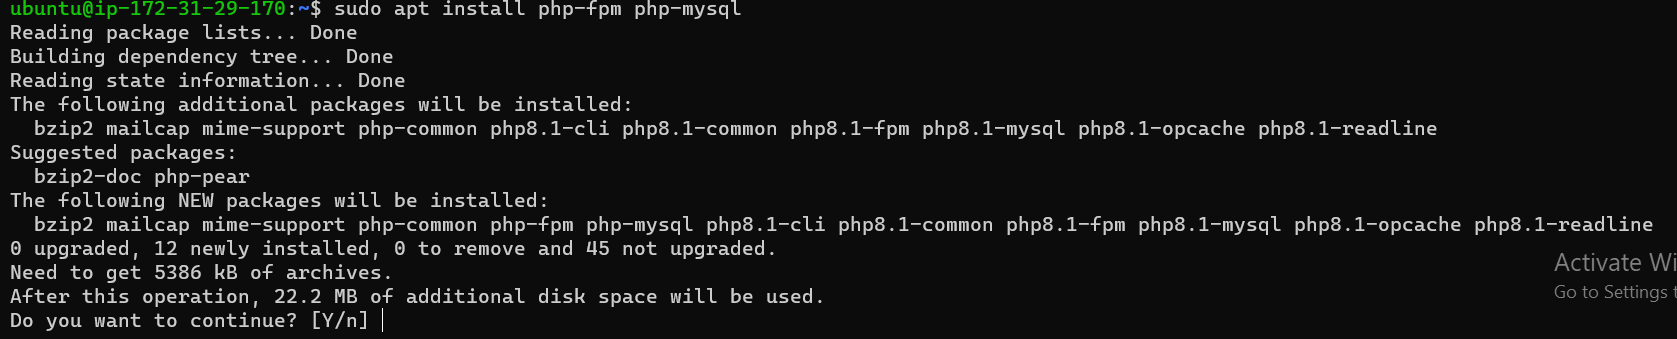 ubuntu@ip-172-31-29-170:~$ sudo apt install php-fpm php-mysql
Reading package lists... Done
Building dependency tree... Done
Reading state information... Done
The following additional packages will be installed:
  bzip2 mailcap mime-support php-common php8.1-cli php8.1-common php8.1-fpm php8.1-mysql php8.1-opcache php8.1-readline
Suggested packages:
  bzip2-doc php-pear
The following NEW packages will be installed:
  bzip2 mailcap mime-support php-common php-fpm php-mysql php8.1-cli php8.1-common php8.1-fpm php8.1-mysql php8.1-opcache php8.1-readline
0 upgraded, 12 newly installed, 0 to remove and 45 not upgraded.
Need to get 5386 kB of archives.
After this operation, 22.2 MB of additional disk space will be used.
Do you want to continue? [Y/n]
Activate Wi
Go to Settings t